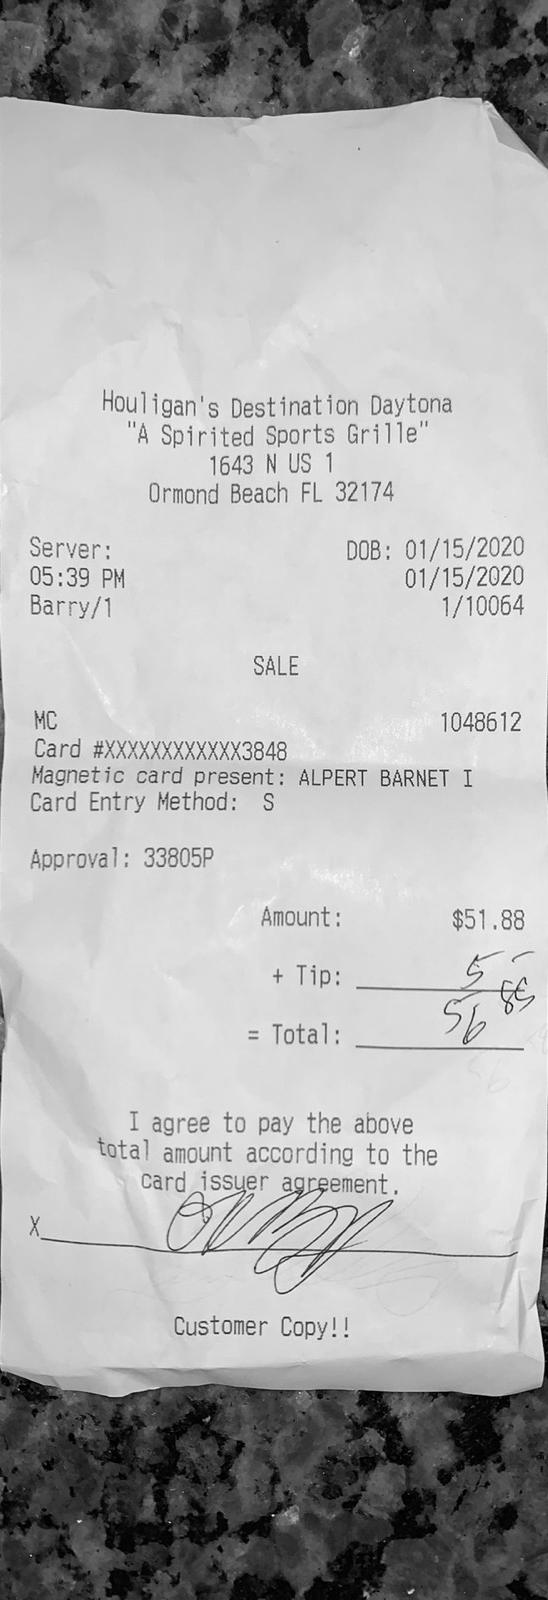 Houligan's Destination Daytona
"A Spirited Sports Grille"
1643 N US 1
Ormond Beach FL 32174
Server: DOB: 01/15/2020
05:39 PM 01/15/2020
Barry/1 1/10064
SALE
MC 1048612
Card #XXXXXXXXXXXX3848
Magnetic card present: ALPERT BARNET I
Card Entry Method: S
Approval: 33805P
Amount: $51.88
+ Tip: 5 -
= Total: 56
I agree to pay the above
total amount according to the
card issuer agreement.
X
Customer Copy!!